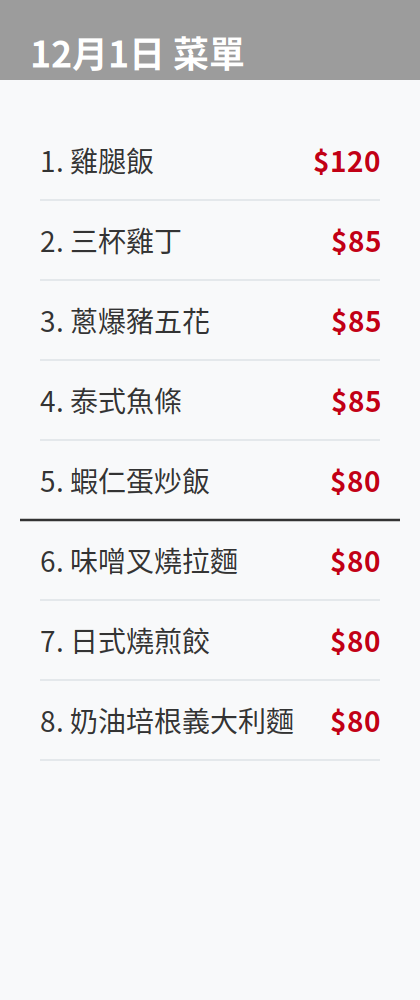 12月1日 菜單
1. 雞腿飯 $120
2. 三杯雞丁 $85
3. 蔥爆豬五花 $85
4. 泰式魚條 $85
5. 蝦仁蛋炒飯 $80
6. 味噌叉燒拉麵 $80
7. 日式燒煎餃 $80
8. 奶油培根義大利麵 $80